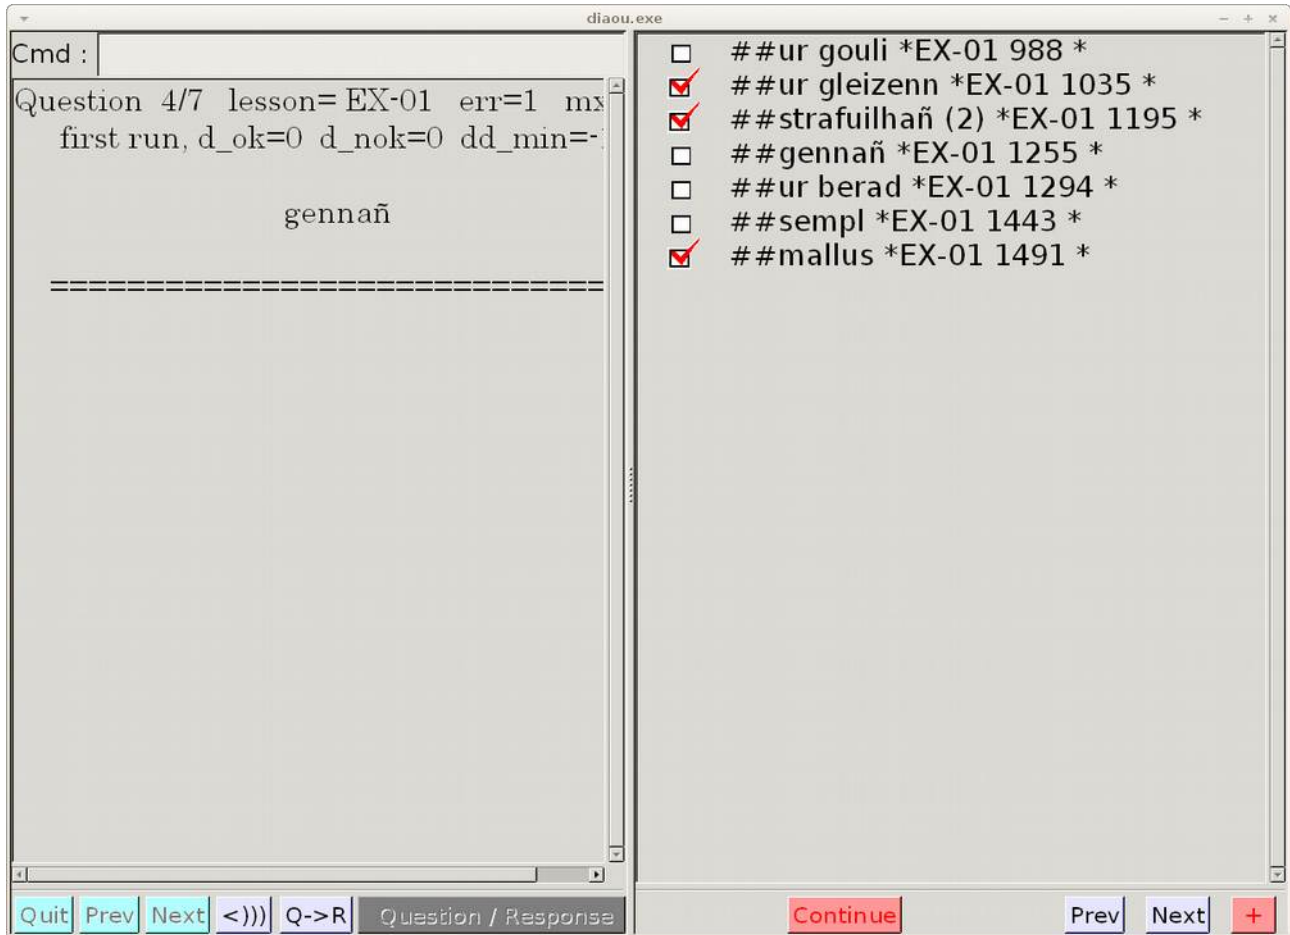 diaou.exe
Cmd :
Question 4/7 lesson= EX-01 err=1 mx
first run, d_ok=0 d_nok=0 dd_min=-
gennañ
==============================
Quit Prev Next <))) Q->R Question / Response
##ur gouli *EX-01 988 *
##ur gleizenn *EX-01 1035 *
##strafuilhañ (2) *EX-01 1195 *
##gennañ *EX-01 1255 *
##ur berad *EX-01 1294 *
##sempl *EX-01 1443 *
##mallus *EX-01 1491 *
Continue Prev Next +